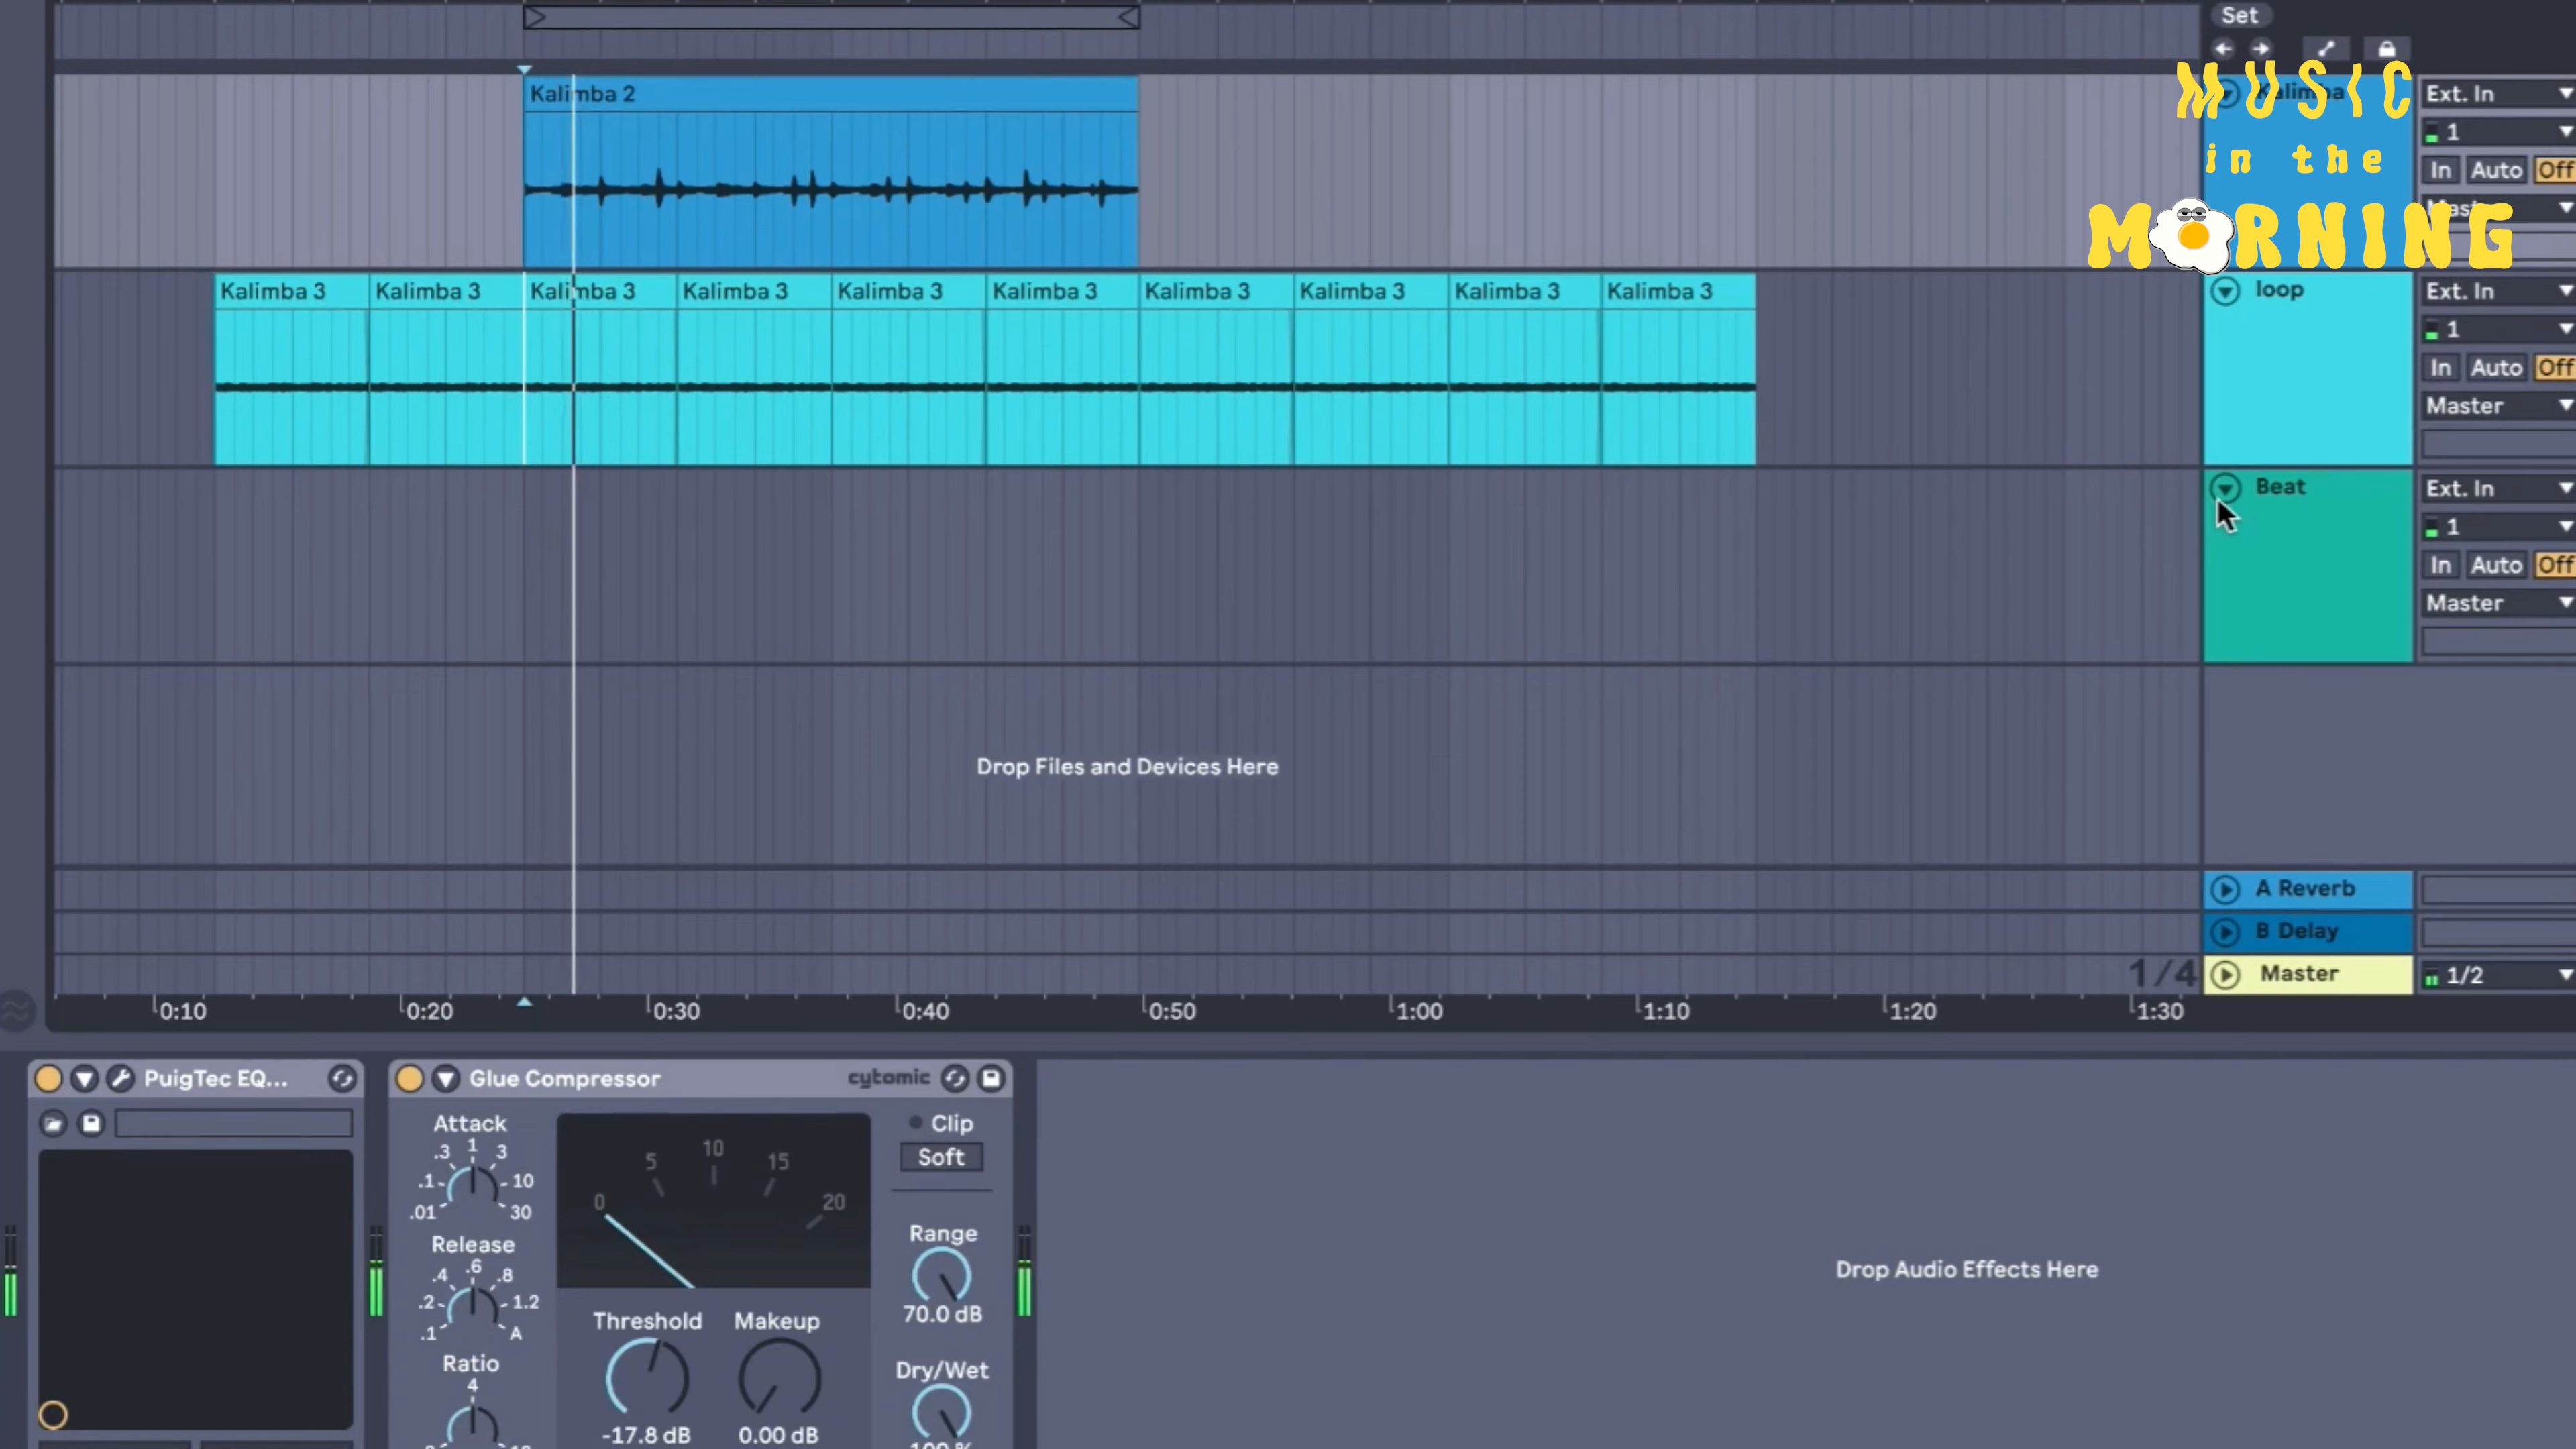 Set
MUSIC
in the
MORNING
Kalimba 2
Kalimba
Ext. In
1
In Auto Off
Kalimba 3 Kalimba 3 Kalimba 3 Kalimba 3 Kalimba 3 Kalimba 3 Kalimba 3 Kalimba 3 Kalimba 3 Kalimba 3
loop
Ext. In
1
In Auto Off
Master
Beat
Ext. In
1
In Auto Off
Master
Drop Files and Devices Here
A Reverb
B Delay
1/4
Master
1/2
0:10 0:20 0:30 0:40 0:50 1:00 1:10 1:20 1:30
PuigTec EQ...
Glue Compressor
cytomic
Attack
.01 .1 .3 1 3 10 30
Release
.1 .2 .4 .6 .8 1.2 A
Ratio
4
0 5 10 15 20
Threshold
-17.8 dB
Makeup
0.00 dB
Clip
Soft
Range
70.0 dB
Dry/Wet
Drop Audio Effects Here